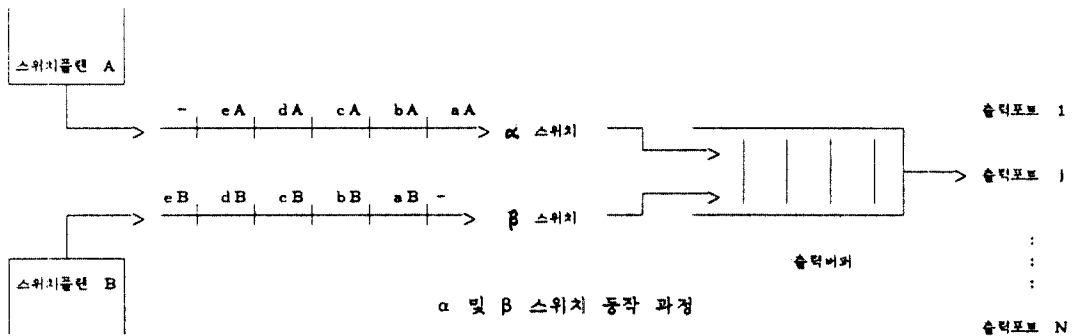 스위치플랜 A
- eA dA cA bA aA
α 스위치
출력포트 1
출력포트 j
eB dB cB bB aB -
β 스위치
출력버퍼
:
:
:
스위치플랜 B
α 및 β 스위치 동작 과정
출력포트 N